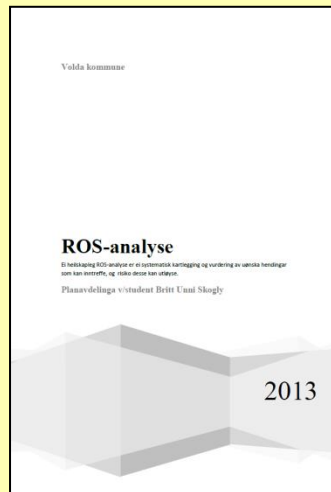 Volda kommune
ROS-analyse
Ei heilskapleg ROS-analyse er ei systematisk kartlegging og vurdering av uønska hendingar
som kan inntreffe, og risiko desse kan utløyse.
Planavdelinga v/student Britt Unni Skogly
2013